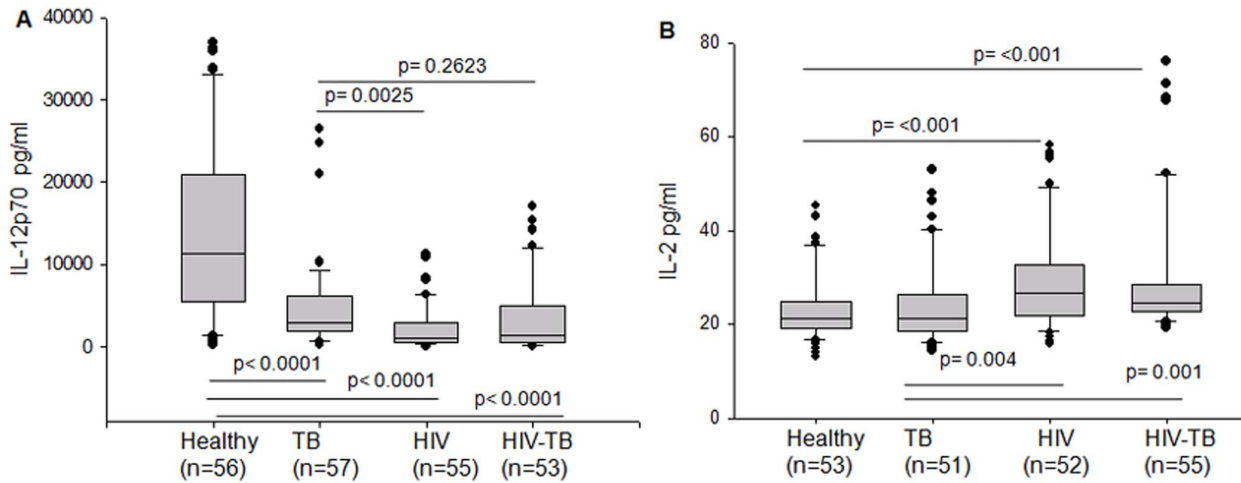 A
40000
30000
20000
10000
0
IL-12p70 pg/ml
p= 0.2623
p= 0.0025
p< 0.0001
p< 0.0001
p< 0.0001
Healthy TB HIV HIV-TB
(n=56) (n=57) (n=55) (n=53)
B
80
60
40
20
0
IL-2 pg/ml
p= <0.001
p= <0.001
p= 0.004
p= 0.001
Healthy TB HIV HIV-TB
(n=53) (n=51) (n=52) (n=55)